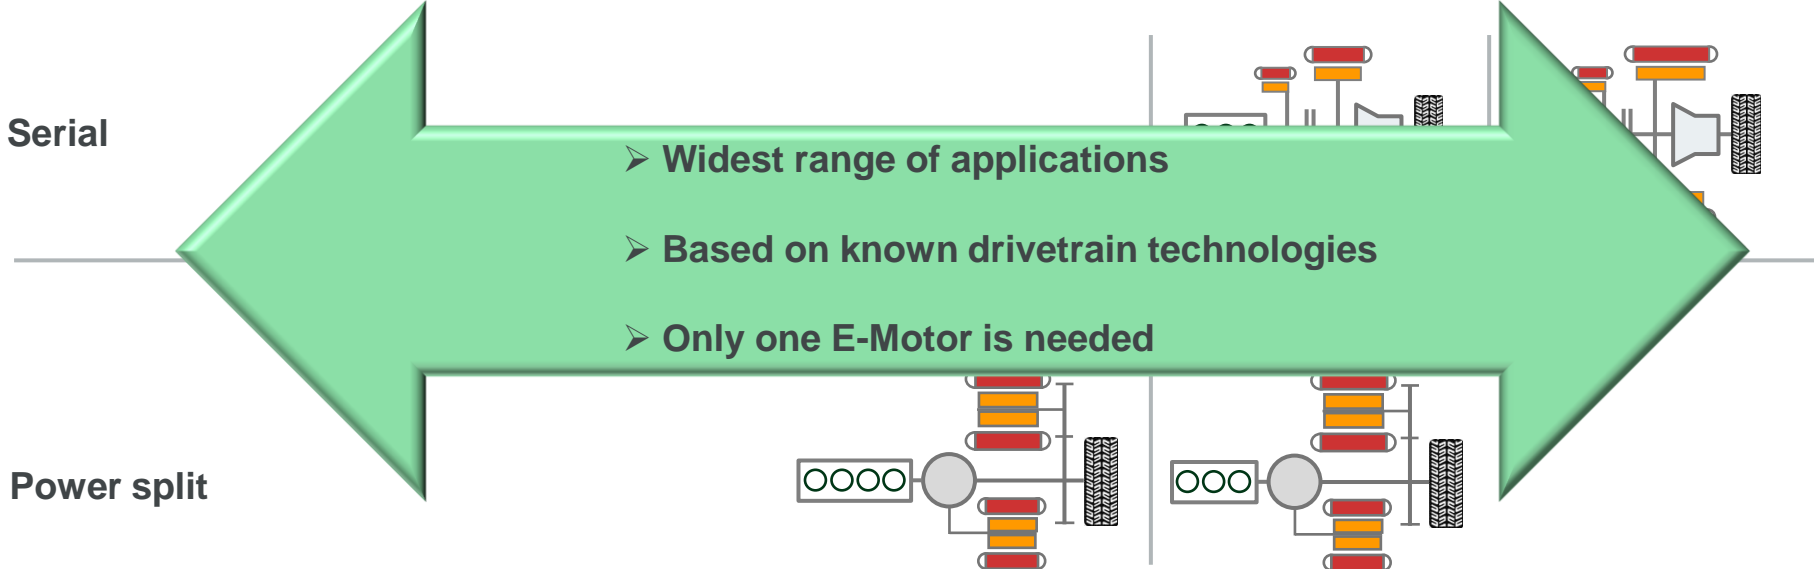 Serial
➢ Widest range of applications
➢ Based on known drivetrain technologies
➢ Only one E-Motor is needed
Power split